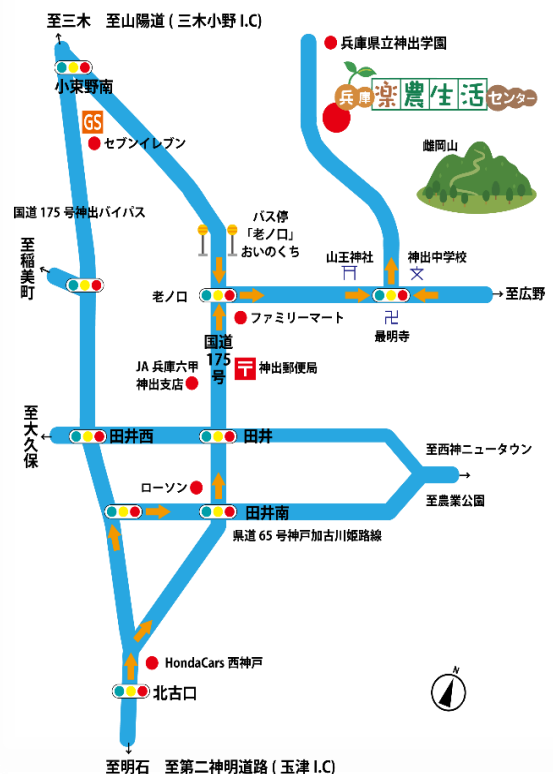 至三木　至山陽道 ( 三木小野 I.C)
小束野南
GS
セブンイレブン
兵庫県立神出学園
兵庫楽農生活センター
雌岡山
国道 175 号神出バイパス
バス停
「老ノ口」
おいのくち
山王神社
神出中学校
文
至稲美町
老ノ口
至広野
ファミリーマート
卍
最明寺
国道
175
号
JA 兵庫六甲
神出支店
〒
神出郵便局
至大久保
田井西
田井
至西神ニュータウン
ローソン
田井南
至農業公園
県道 65 号神戸加古川姫路線
HondaCars 西神戸
北古口
N
至明石　至第二神明道路 ( 玉津 I.C)